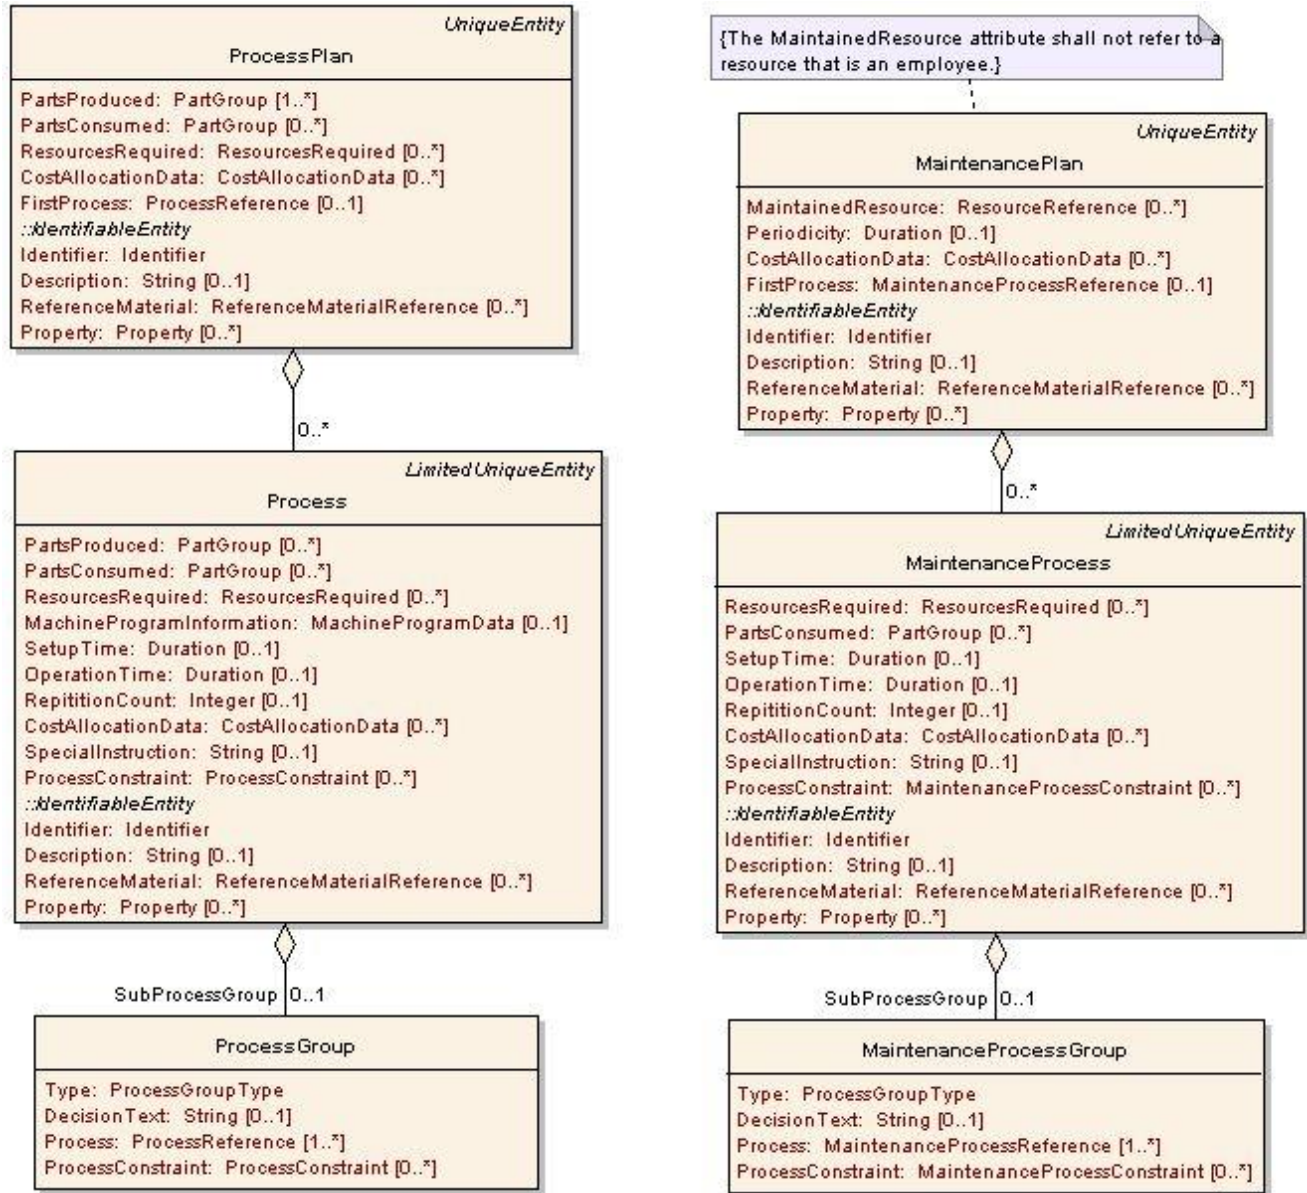 UniqueEntity
ProcessPlan
PartsProduced: PartGroup [1..*]
PartsConsumed: PartGroup [0..*]
ResourcesRequired: ResourcesRequired [0..*]
CostAllocationData: CostAllocationData [0..*]
FirstProcess: ProcessReference [0..1]
::IdentifiableEntity
Identifier: Identifier
Description: String [0..1]
ReferenceMaterial: ReferenceMaterialReference [0..*]
Property: Property [0..*]
0..*
LimitedUniqueEntity
Process
PartsProduced: PartGroup [0..*]
PartsConsumed: PartGroup [0..*]
ResourcesRequired: ResourcesRequired [0..*]
MachineProgramInformation: MachineProgramData [0..1]
SetupTime: Duration [0..1]
OperationTime: Duration [0..1]
RepititionCount: Integer [0..1]
CostAllocationData: CostAllocationData [0..*]
SpecialInstruction: String [0..1]
ProcessConstraint: ProcessConstraint [0..*]
::IdentifiableEntity
Identifier: Identifier
Description: String [0..1]
ReferenceMaterial: ReferenceMaterialReference [0..*]
Property: Property [0..*]
SubProcessGroup 0..1
ProcessGroup
Type: ProcessGroupType
DecisionText: String [0..1]
Process: ProcessReference [1..*]
ProcessConstraint: ProcessConstraint [0..*]
{The MaintainedResource attribute shall not refer to a
resource that is an employee.}
UniqueEntity
MaintenancePlan
MaintainedResource: ResourceReference [0..*]
Periodicity: Duration [0..1]
CostAllocationData: CostAllocationData [0..*]
FirstProcess: MaintenanceProcessReference [0..1]
::IdentifiableEntity
Identifier: Identifier
Description: String [0..1]
ReferenceMaterial: ReferenceMaterialReference [0..*]
Property: Property [0..*]
0..*
LimitedUniqueEntity
MaintenanceProcess
ResourcesRequired: ResourcesRequired [0..*]
PartsConsumed: PartGroup [0..*]
SetupTime: Duration [0..1]
OperationTime: Duration [0..1]
RepititionCount: Integer [0..1]
CostAllocationData: CostAllocationData [0..*]
SpecialInstruction: String [0..1]
ProcessConstraint: MaintenanceProcessConstraint [0..*]
::IdentifiableEntity
Identifier: Identifier
Description: String [0..1]
ReferenceMaterial: ReferenceMaterialReference [0..*]
Property: Property [0..*]
SubProcessGroup 0..1
MaintenanceProcessGroup
Type: ProcessGroupType
DecisionText: String [0..1]
Process: MaintenanceProcessReference [1..*]
ProcessConstraint: MaintenanceProcessConstraint [0..*]